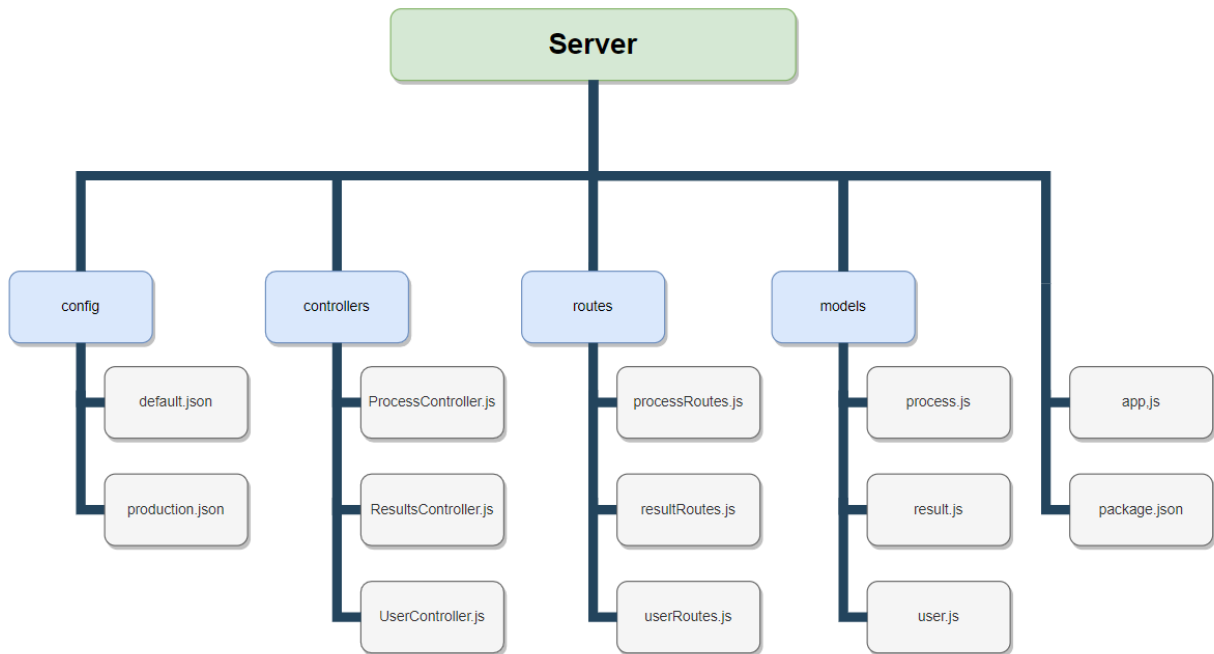 Server
config
controllers
routes
models
default.json
ProcessController.js
processRoutes.js
process.js
app,js
production.json
ResultsController.js
resultRoutes.js
result.js
package.json
UserController.js
userRoutes.js
user.js